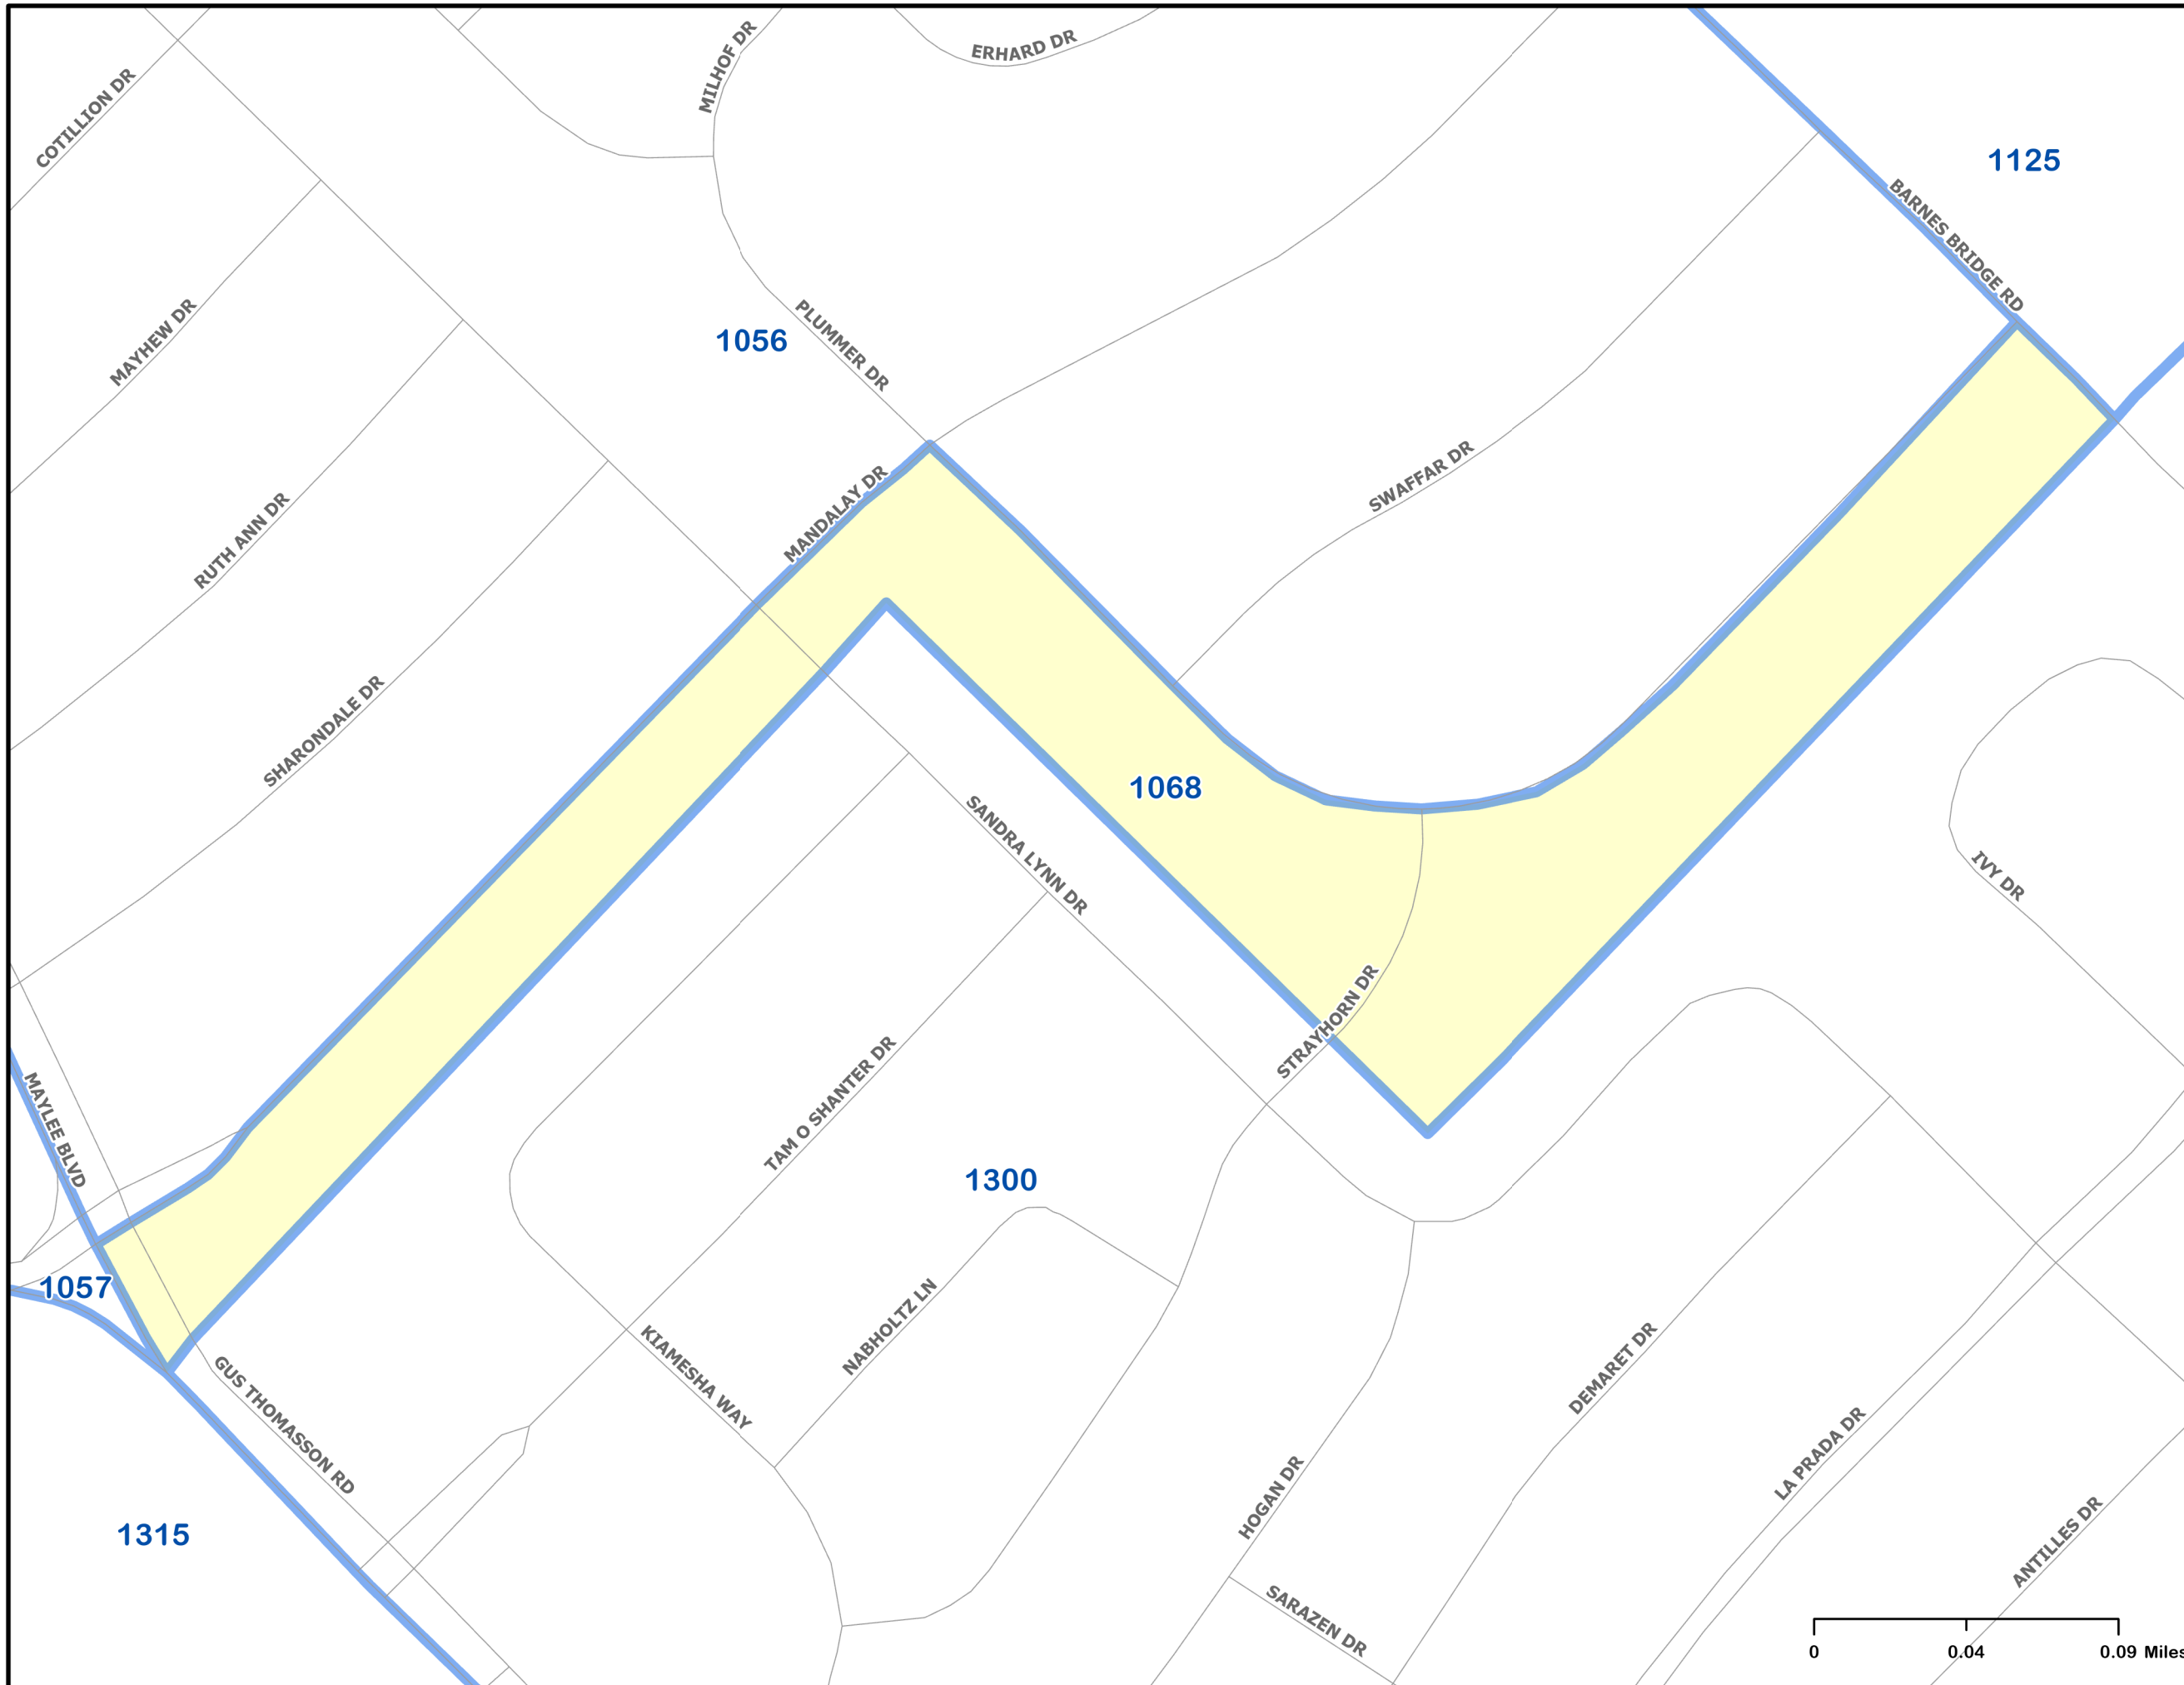 ERHARD DR
MILHOF DR
COTILLION DR
1125
BARNES BRIDGE RD
MAYHEW DR
1056
PLUMMER DR
MANDALAY DR
SWAFFAR DR
RUTH ANN DR
SHARONDALE DR
1068
SANDRA LYNN DR
IVY DR
STRAYHORN DR
TAM O SHANTER DR
MAYLEE BLVD
1300
1057
NABHOLTZ LN
KIAMESHA WAY
DEMARET DR
GUS THOMASSON RD
LA PRADA DR
HOGAN DR
1315
ANTILLES DR
SARAZEN DR
0 0.04 0.09 Miles